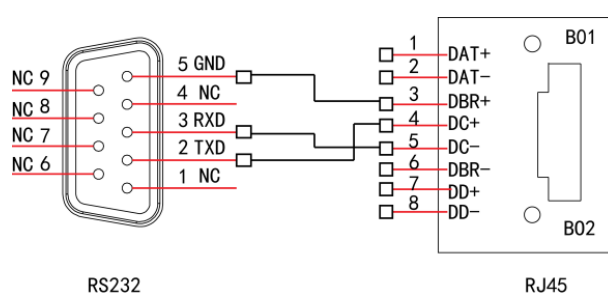 NC 9
NC 8
NC 7
NC 6
5 GND
4 NC
3 RXD
2 TXD
1 NC
1 DAT+
2 DAT-
3 DBR+
4 DC+
5 DC-
6 DBR-
7 DD+
8 DD-
B01
B02
RS232
RJ45